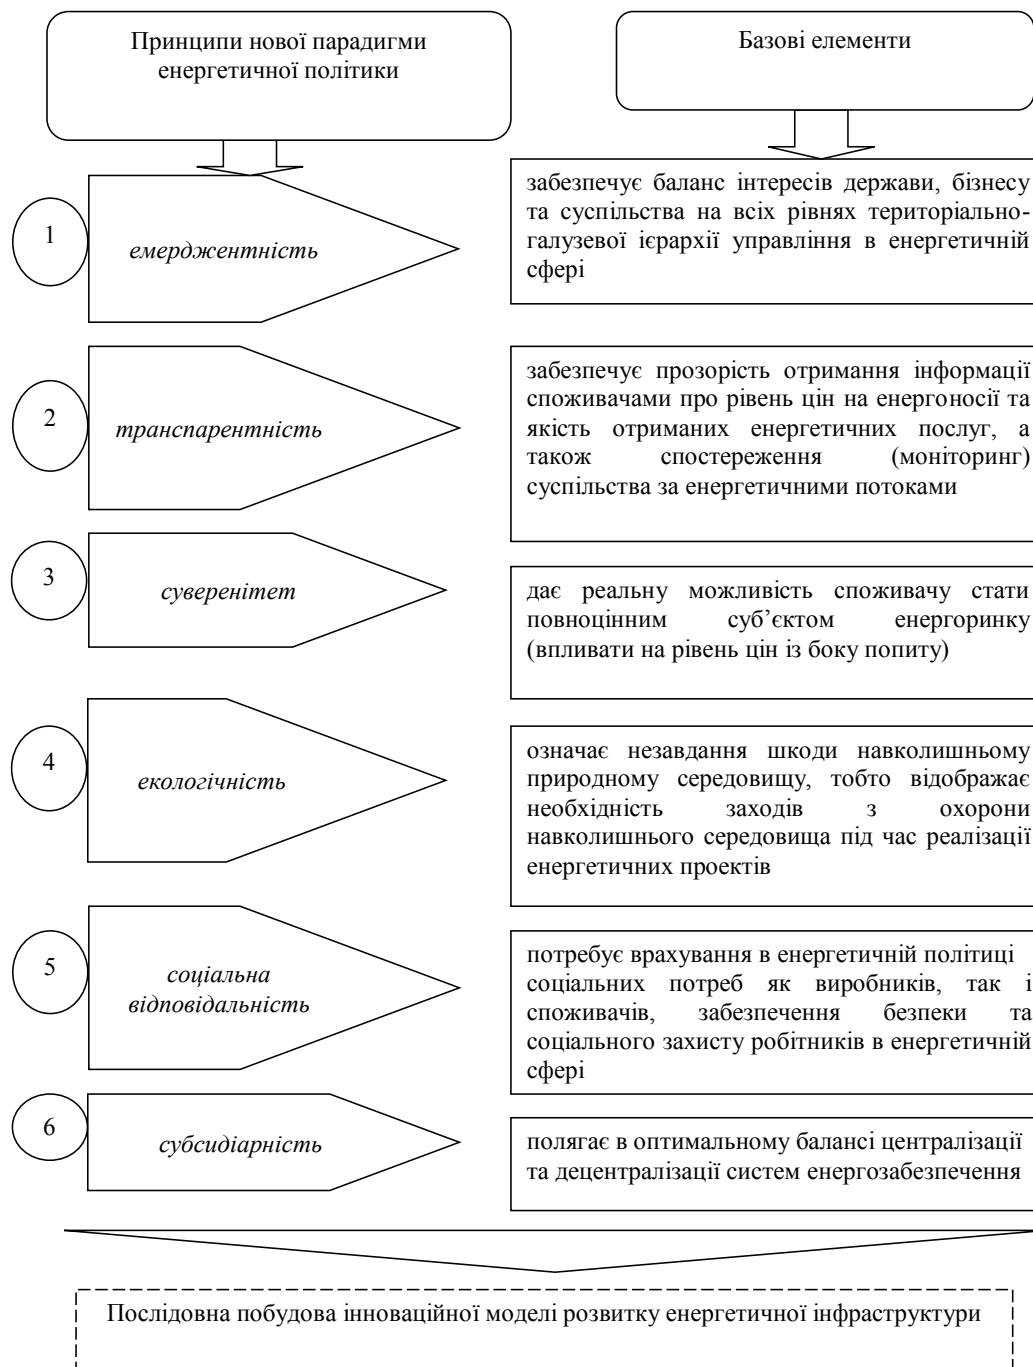 Принципи нової парадигми
енергетичної політики
Базові елементи
1
емерджентність
забезпечує баланс інтересів держави, бізнесу
та суспільства на всіх рівнях територіально-
галузевої ієрархії управління в енергетичній
сфері
2
транспарентність
забезпечує прозорість отримання інформації
споживачами про рівень цін на енергоносії та
якість отриманих енергетичних послуг, а
також спостереження (моніторинг)
суспільства за енергетичними потоками
3
суверенітет
дає реальну можливість споживачу стати
повноцінним суб’єктом енергоринку
(впливати на рівень цін із боку попиту)
4
екологічність
означає незавдання шкоди навколишньому
природному середовищу, тобто відображає
необхідність заходів з охорони
навколишнього середовища під час реалізації
енергетичних проектів
5
соціальна
відповідальність
потребує врахування в енергетичній політиці
соціальних потреб як виробників, так і
споживачів, забезпечення безпеки та
соціального захисту робітників в енергетичній
сфері
6
субсидіарність
полягає в оптимальному балансі централізації
та децентралізації систем енергозабезпечення
Послідовна побудова інноваційної моделі розвитку енергетичної інфраструктури